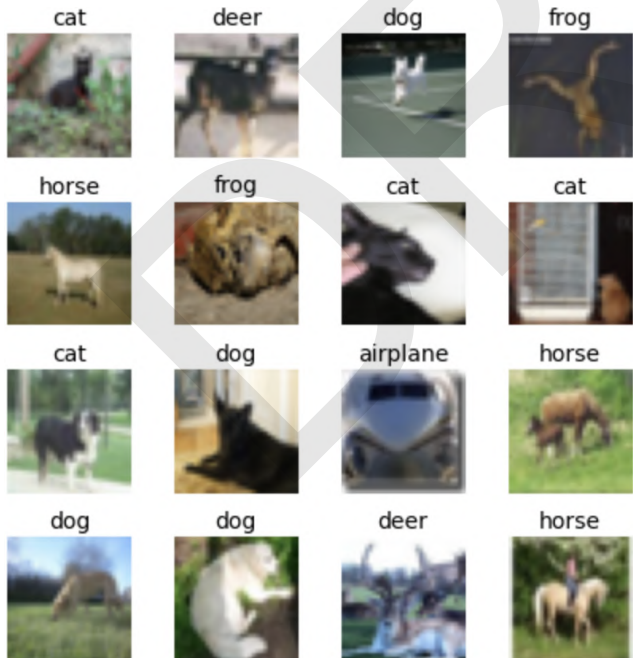 cat deer dog frog
horse frog cat cat
cat dog airplane horse
dog dog deer horse